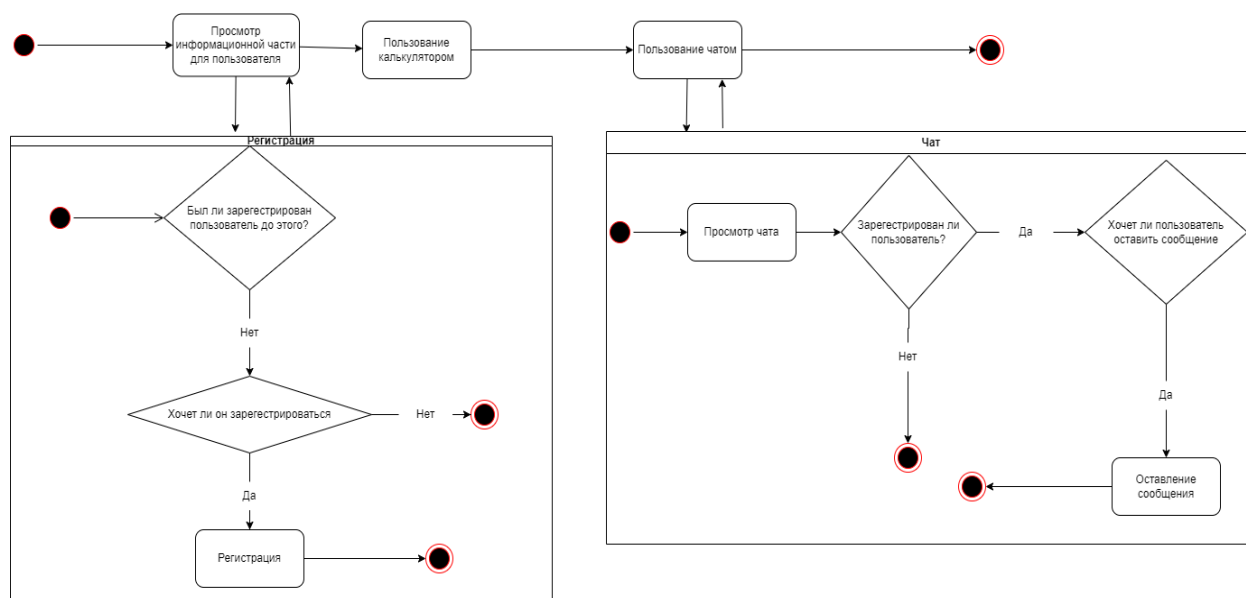 Просмотр
информационной части
для пользователя
Пользование
калькулятором
Пользование чатом
Регистрация
Был ли зарегестрирован
пользователь до этого?
Нет
Хочет ли он зарегестрироваться
Нет
Да
Регистрация
Чат
Просмотр чата
Зарегестрирован ли
пользователь?
Да
Хочет ли пользователь
оставить сообщение
Нет
Да
Оставление
сообщения